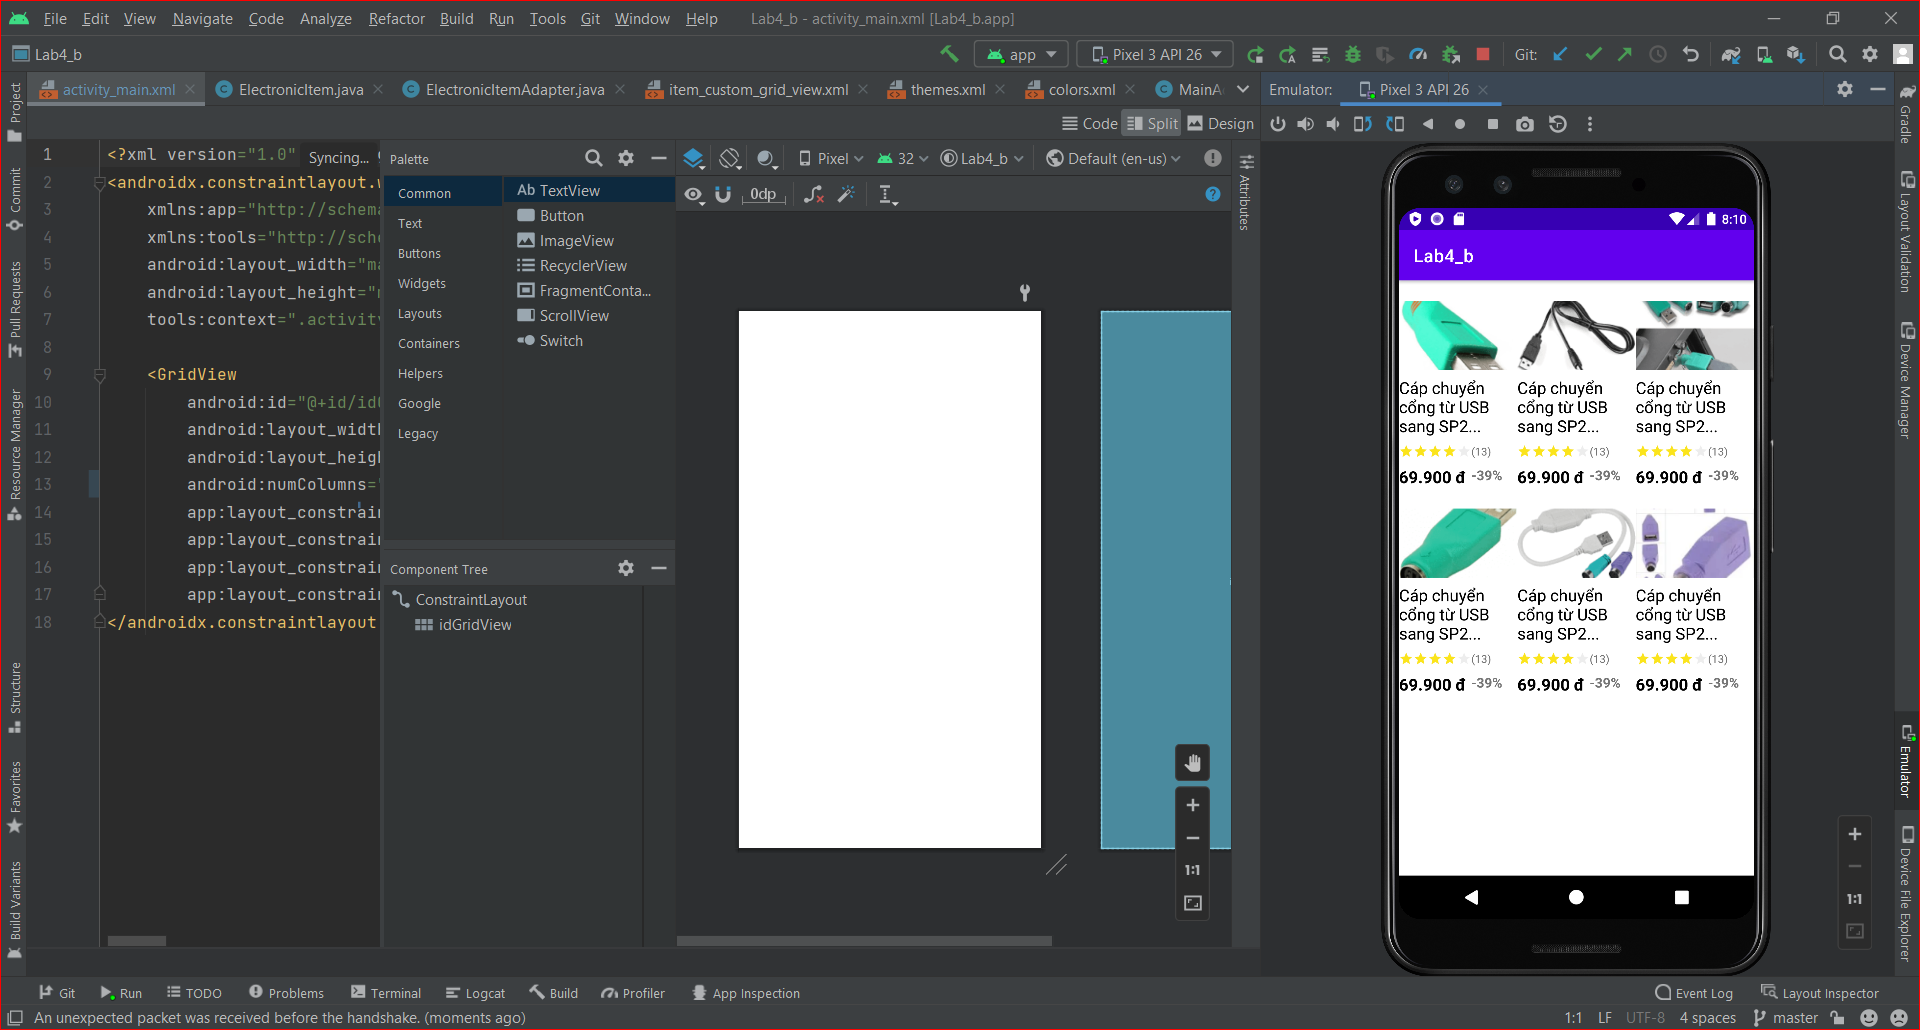 File Edit View Navigate Code Analyze Refactor Build Run Tools Git Window Help Lab4_b - activity_main.xml [Lab4_b.app]
Lab4_b app Pixel 3 API 26 Git:
activity_main.xml ElectronicItem.java ElectronicItemAdapter.java item_custom_grid_view.xml themes.xml colors.xml MainA Emulator: Pixel 3 API 26
Code Split Design
Project
Commit
Pull Requests
Resource Manager
Structure
Favorites
Build Variants
1 <?xml version="1.0" Syncing...
2 <androidx.constraintlayout.w
3 xmlns:app="http://schema
4 xmlns:tools="http://sche
5 android:layout_width="ma
6 android:layout_height="m
7 tools:context=".activity
8
9 <GridView
10 android:id="@+id/idG
11 android:layout_width
12 android:layout_heigh
13 android:numColumns="
14 app:layout_constrain
15 app:layout_constrain
16 app:layout_constrain
17 app:layout_constrain
18 </androidx.constraintlayout
Palette
Common
Text
Buttons
Widgets
Layouts
Containers
Helpers
Google
Legacy
Ab TextView
Button
ImageView
RecyclerView
FragmentConta...
ScrollView
Switch
Component Tree
ConstraintLayout
idGridView
Pixel 32 Lab4_b Default (en-us)
0dp
Attributes
1:1
8:10
Lab4_b
Cáp chuyển Cáp chuyển Cáp chuyển
cổng từ USB cổng từ USB cổng từ USB
sang SP2... sang SP2... sang SP2...
(13) (13) (13)
69.900 đ -39% 69.900 đ -39% 69.900 đ -39%
Cáp chuyển Cáp chuyển Cáp chuyển
cổng từ USB cổng từ USB cổng từ USB
sang SP2... sang SP2... sang SP2...
(13) (13) (13)
69.900 đ -39% 69.900 đ -39% 69.900 đ -39%
1:1
Gradle
Layout Validation
Device Manager
Emulator
Device File Explorer
Git Run TODO Problems Terminal Logcat Build Profiler App Inspection Event Log Layout Inspector
An unexpected packet was received before the handshake. (moments ago) 1:1 LF UTF-8 4 spaces master